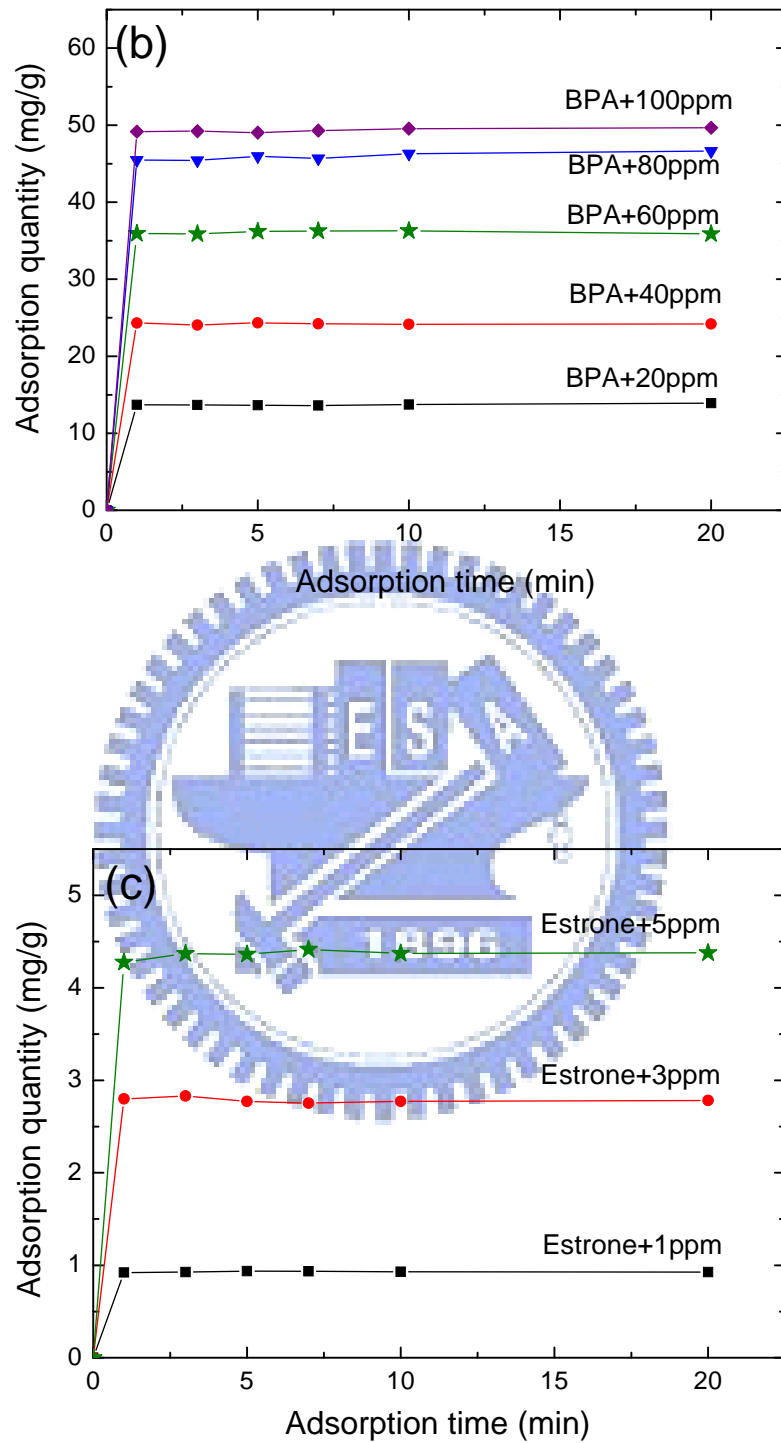 (b)
60
50
40
30
20
10
0
Adsorption quantity (mg/g)
BPA+100ppm
BPA+80ppm
BPA+60ppm
BPA+40ppm
BPA+20ppm
0 5 10 15 20
Adsorption time (min)
E S A
1896
(c)
5
4
3
2
1
0
Adsorption quantity (mg/g)
Estrone+5ppm
Estrone+3ppm
Estrone+1ppm
0 5 10 15 20
Adsorption time (min)